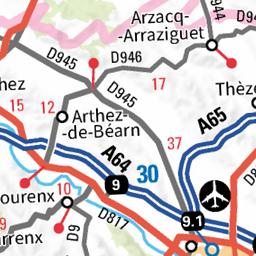 Arzacq-
-Arraziguet
D945
D946
hez
D945
17
Thèze
15
12
Arthez-
-de-Béarn
A65
37
A64
30
9
ourenx
10
D817
9.1
D8
arrenx
D9